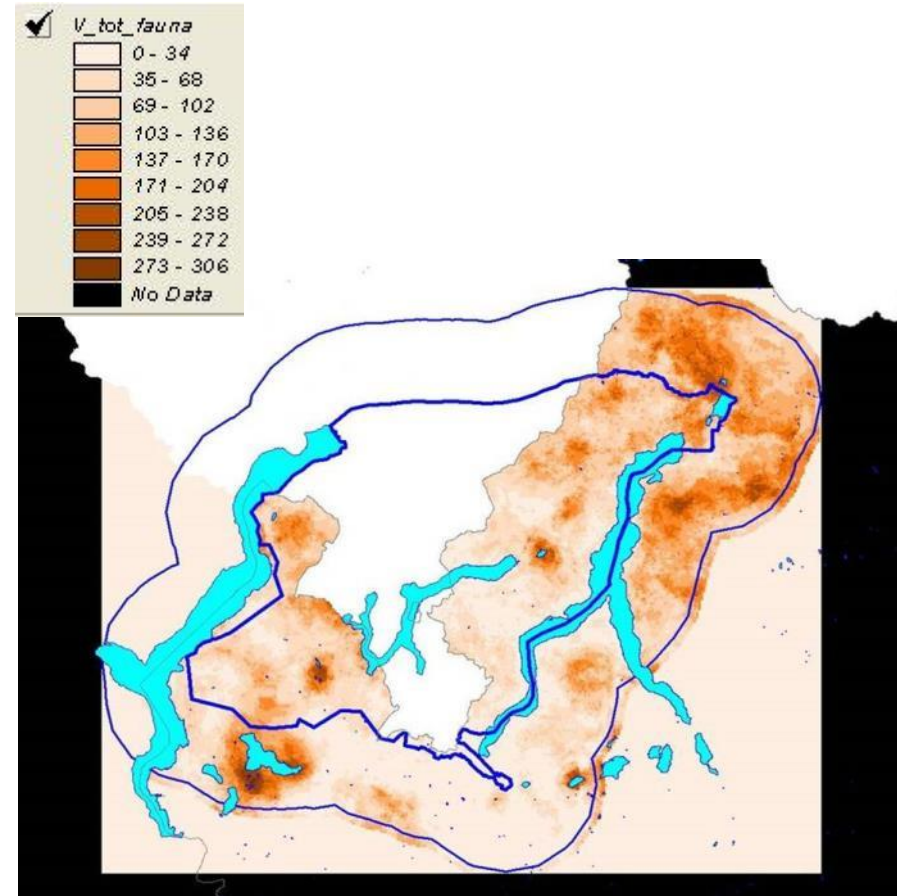 V_tot_fauna
0 - 34
35 - 68
69 - 102
103 - 136
137 - 170
171 - 204
205 - 238
239 - 272
273 - 306
No Data